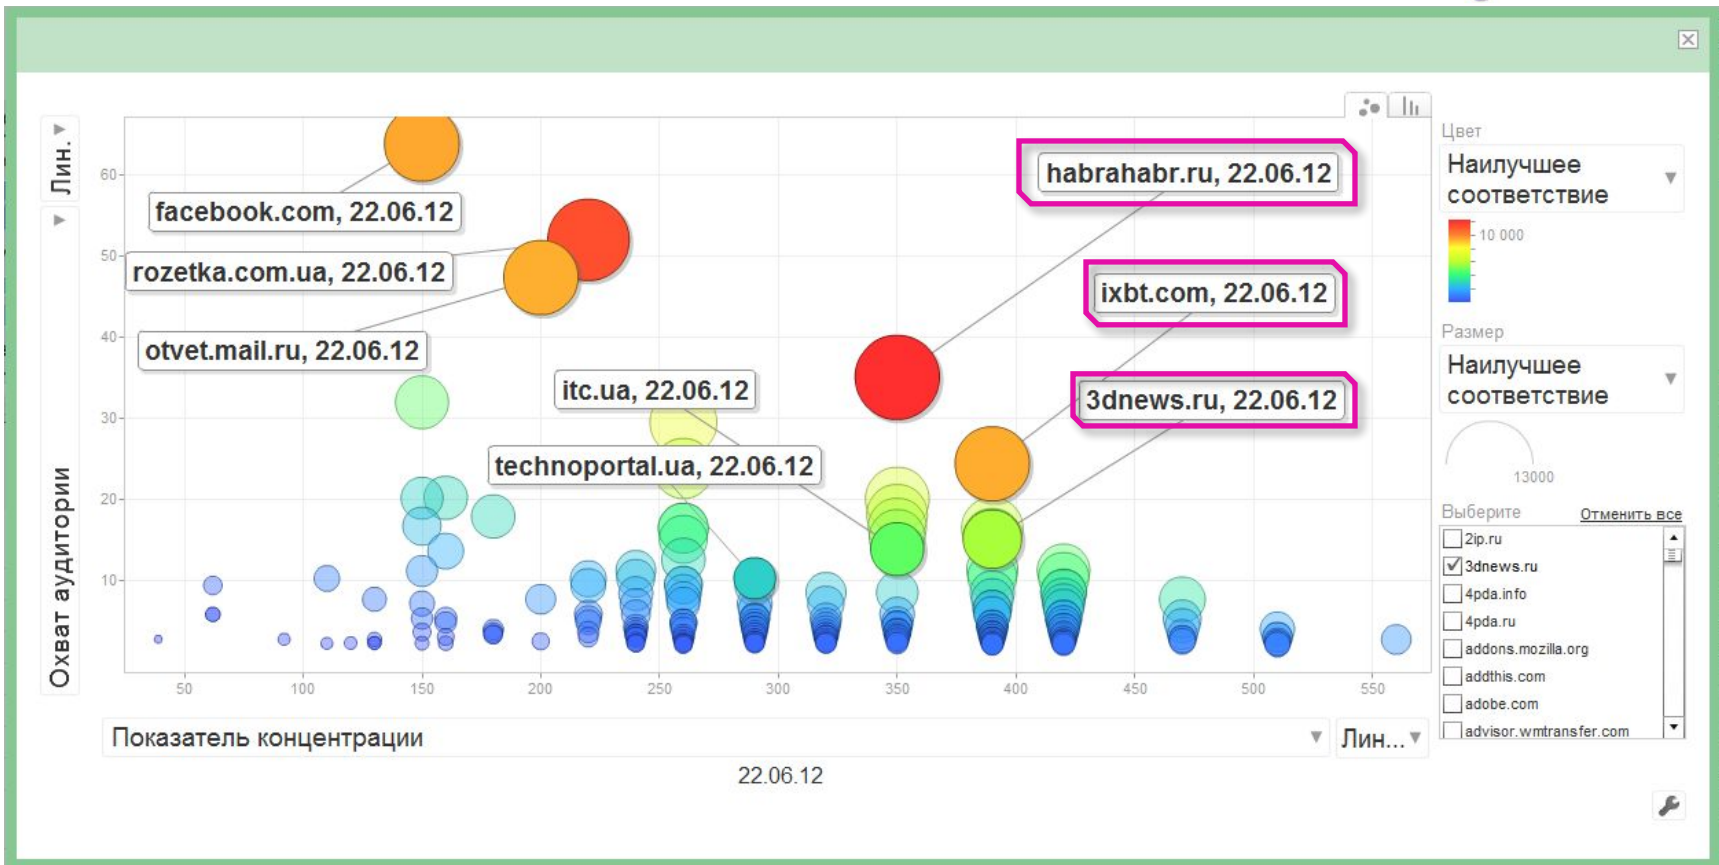 Лин.
Охват аудитории
60
50
40
30
20
10
facebook.com, 22.06.12
rozetka.com.ua, 22.06.12
otvet.mail.ru, 22.06.12
itc.ua, 22.06.12
technoportal.ua, 22.06.12
habrahabr.ru, 22.06.12
ixbt.com, 22.06.12
3dnews.ru, 22.06.12
50 100 150 200 250 300 350 400 450 500 550
Показатель концентрации
Лин...
22.06.12
Цвет
Наилучшее
соответствие
10 000
Размер
Наилучшее
соответствие
13000
Выберите Отменить все
2ip.ru
3dnews.ru
4pda.info
4pda.ru
addons.mozilla.org
addthis.com
adobe.com
advisor.wmtransfer.com